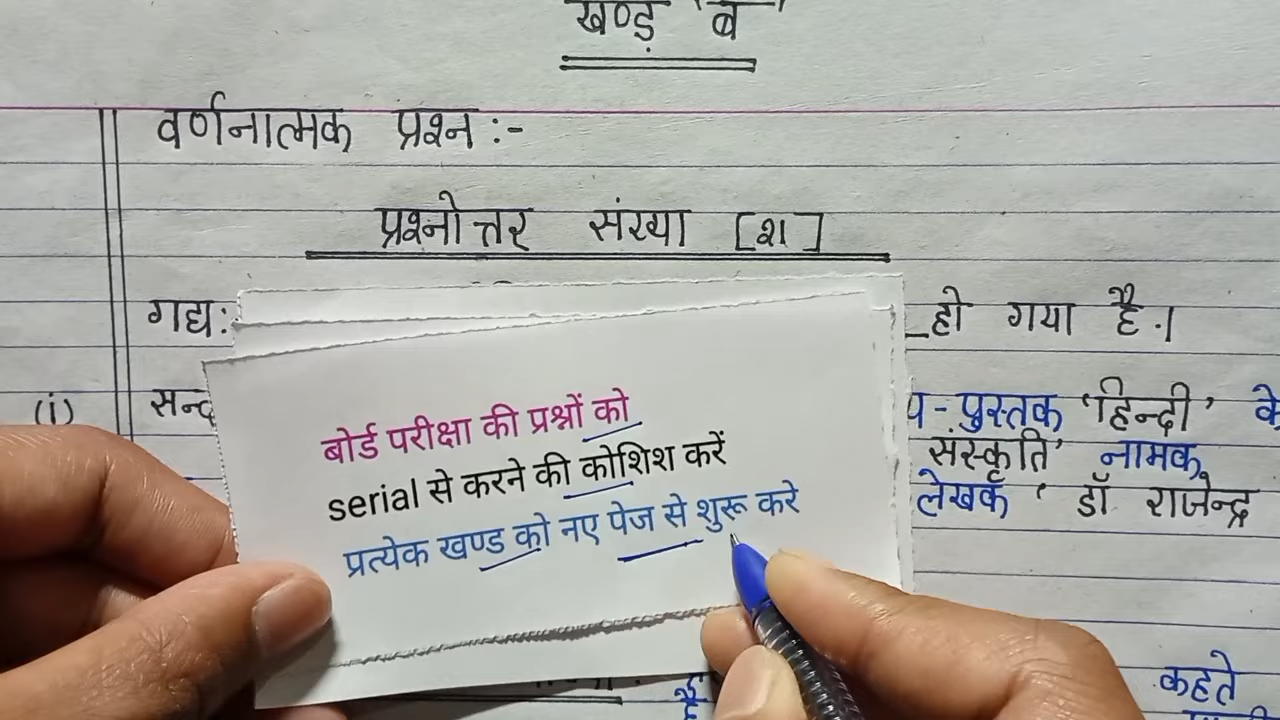 खण्ड 'ब'
वर्णनात्मक प्रश्न :-
प्रश्नोत्तर संख्या [श]
गद्य: हो गया है।
(i) सन्द प - पुस्तक 'हिन्दी' के
संस्कृति' नामक
लेखक ' डॉ राजेन्द्र
बोर्ड परीक्षा की प्रश्नों को
serial से करने की कोशिश करें
प्रत्येक खण्ड को नए पेज से शुरू करे
कहते
है